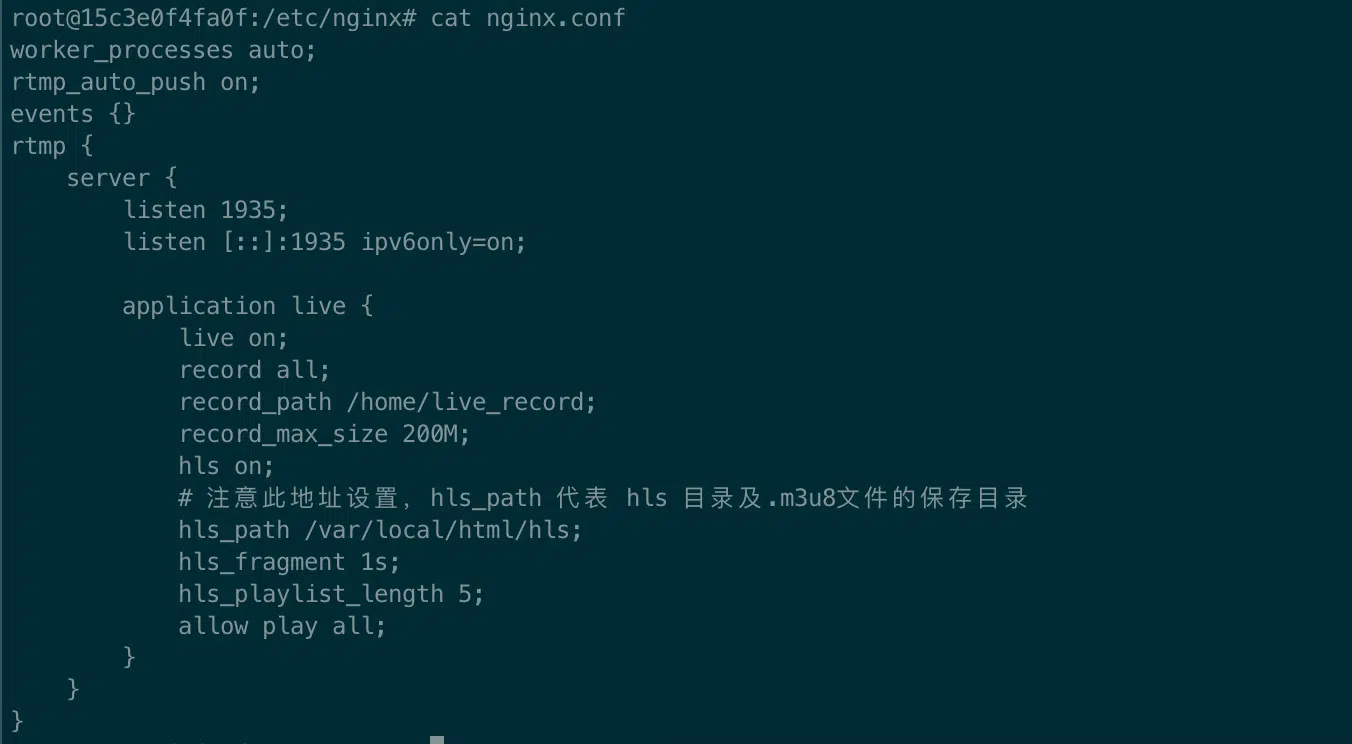 root@15c3e0f4fa0f:/etc/nginx# cat nginx.conf
worker_processes auto;
rtmp_auto_push on;
events {}
rtmp {
    server {
        listen 1935;
        listen [::]:1935 ipv6only=on;

        application live {
            live on;
            record all;
            record_path /home/live_record;
            record_max_size 200M;
            hls on;
            # 注意此地址设置，hls_path 代表 hls 目录及.m3u8文件的保存目录
            hls_path /var/local/html/hls;
            hls_fragment 1s;
            hls_playlist_length 5;
            allow play all;
        }
    }
}